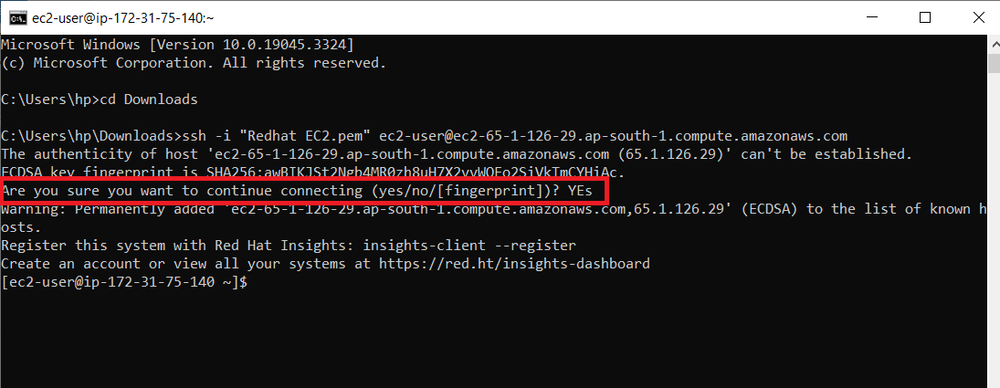 ec2-user@ip-172-31-75-140:~
Microsoft Windows [Version 10.0.19045.3324]
(c) Microsoft Corporation. All rights reserved.
C:\Users\hp>cd Downloads
C:\Users\hp\Downloads>ssh -i "Redhat EC2.pem" ec2-user@ec2-65-1-126-29.ap-south-1.compute.amazonaws.com
The authenticity of host 'ec2-65-1-126-29.ap-south-1.compute.amazonaws.com (65.1.126.29)' can't be established.
ECDSA key fingerprint is
Are you sure you want to continue connecting (yes/no/[fingerprint])? YEs
Warning: Permanently added 'ec2-65-1-126-29.ap-south-1.compute.amazonaws.com,65.1.126.29' (ECDSA) to the list of known h
osts.
Register this system with Red Hat Insights: insights-client --register
Create an account or view all your systems at https://red.ht/insights-dashboard
[ec2-user@ip-172-31-75-140 ~]$